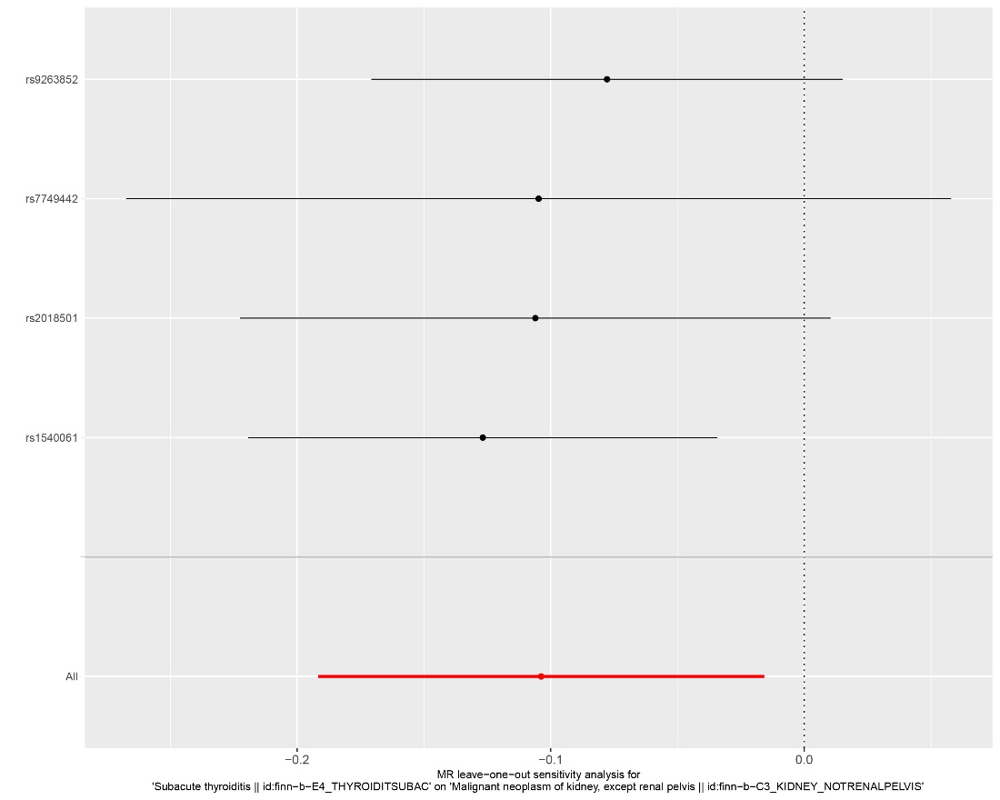 rs9263852
rs7749442
rs2018501
rs1540061
All
−0.2 −0.1 0.0
MR leave−one−out sensitivity analysis for
'Subacute thyroiditis || id:finn−b−E4_THYROIDITSUBAC' on 'Malignant neoplasm of kidney, except renal pelvis || id:finn−b−C3_KIDNEY_NOTRENALPELVIS'